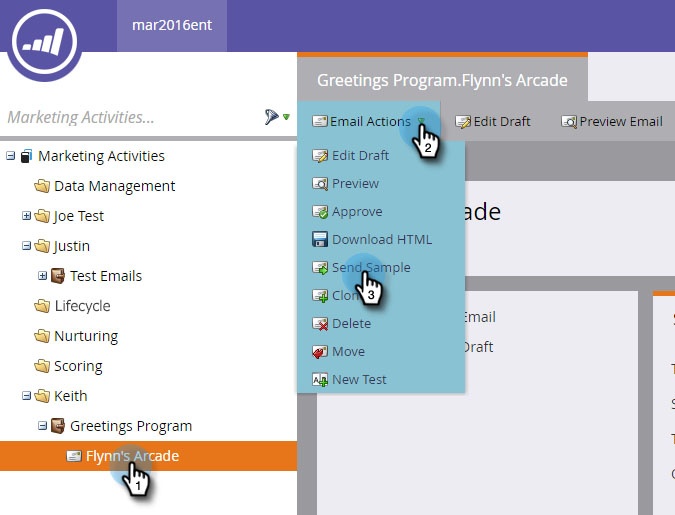 mar2016ent
Greetings Program.Flynn's Arcade
Marketing Activities...
Email Actions
Edit Draft
Preview Email
2
Marketing Activities
Data Management
Joe Test
Justin
Test Emails
Lifecycle
Nurturing
Scoring
Keith
Greetings Program
Flynn's Arcade
1
Edit Draft
Preview
Approve
Download HTML
Send Sample
3
Delete
Move
New Test
Email
Draft